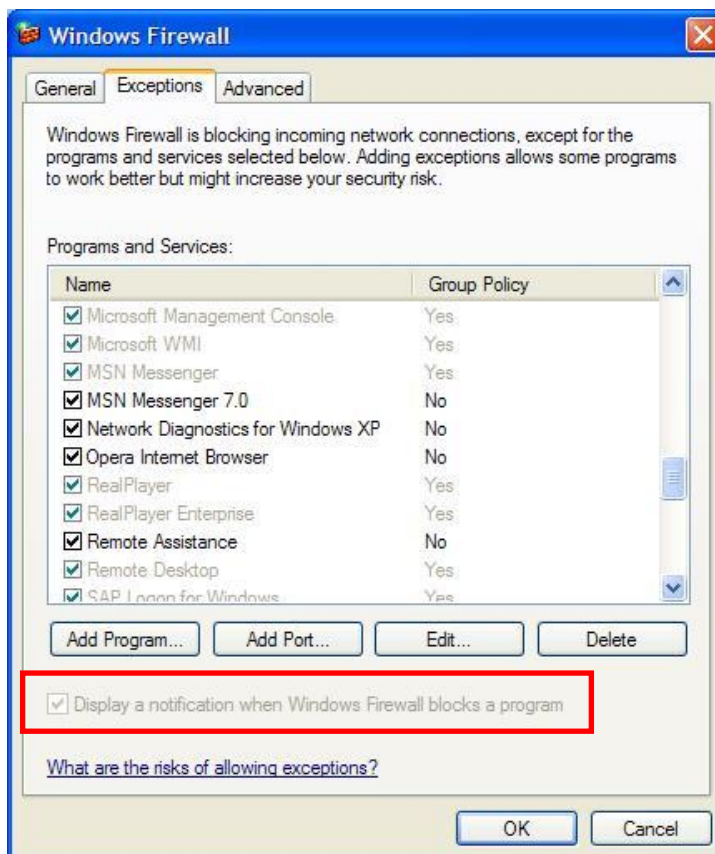 Windows Firewall
General Exceptions Advanced
Windows Firewall is blocking incoming network connections, except for the
programs and services selected below. Adding exceptions allows some programs
to work better but might increase your security risk.
Programs and Services:
Name Group Policy
Microsoft Management Console Yes
Microsoft WMI Yes
MSN Messenger Yes
MSN Messenger 7.0 No
Network Diagnostics for Windows XP No
Opera Internet Browser No
RealPlayer Yes
RealPlayer Enterprise Yes
Remote Assistance No
Remote Desktop Yes
SAP Logon for Windows Yes
Add Program... Add Port... Edit... Delete
Display a notification when Windows Firewall blocks a program
What are the risks of allowing exceptions?
OK Cancel